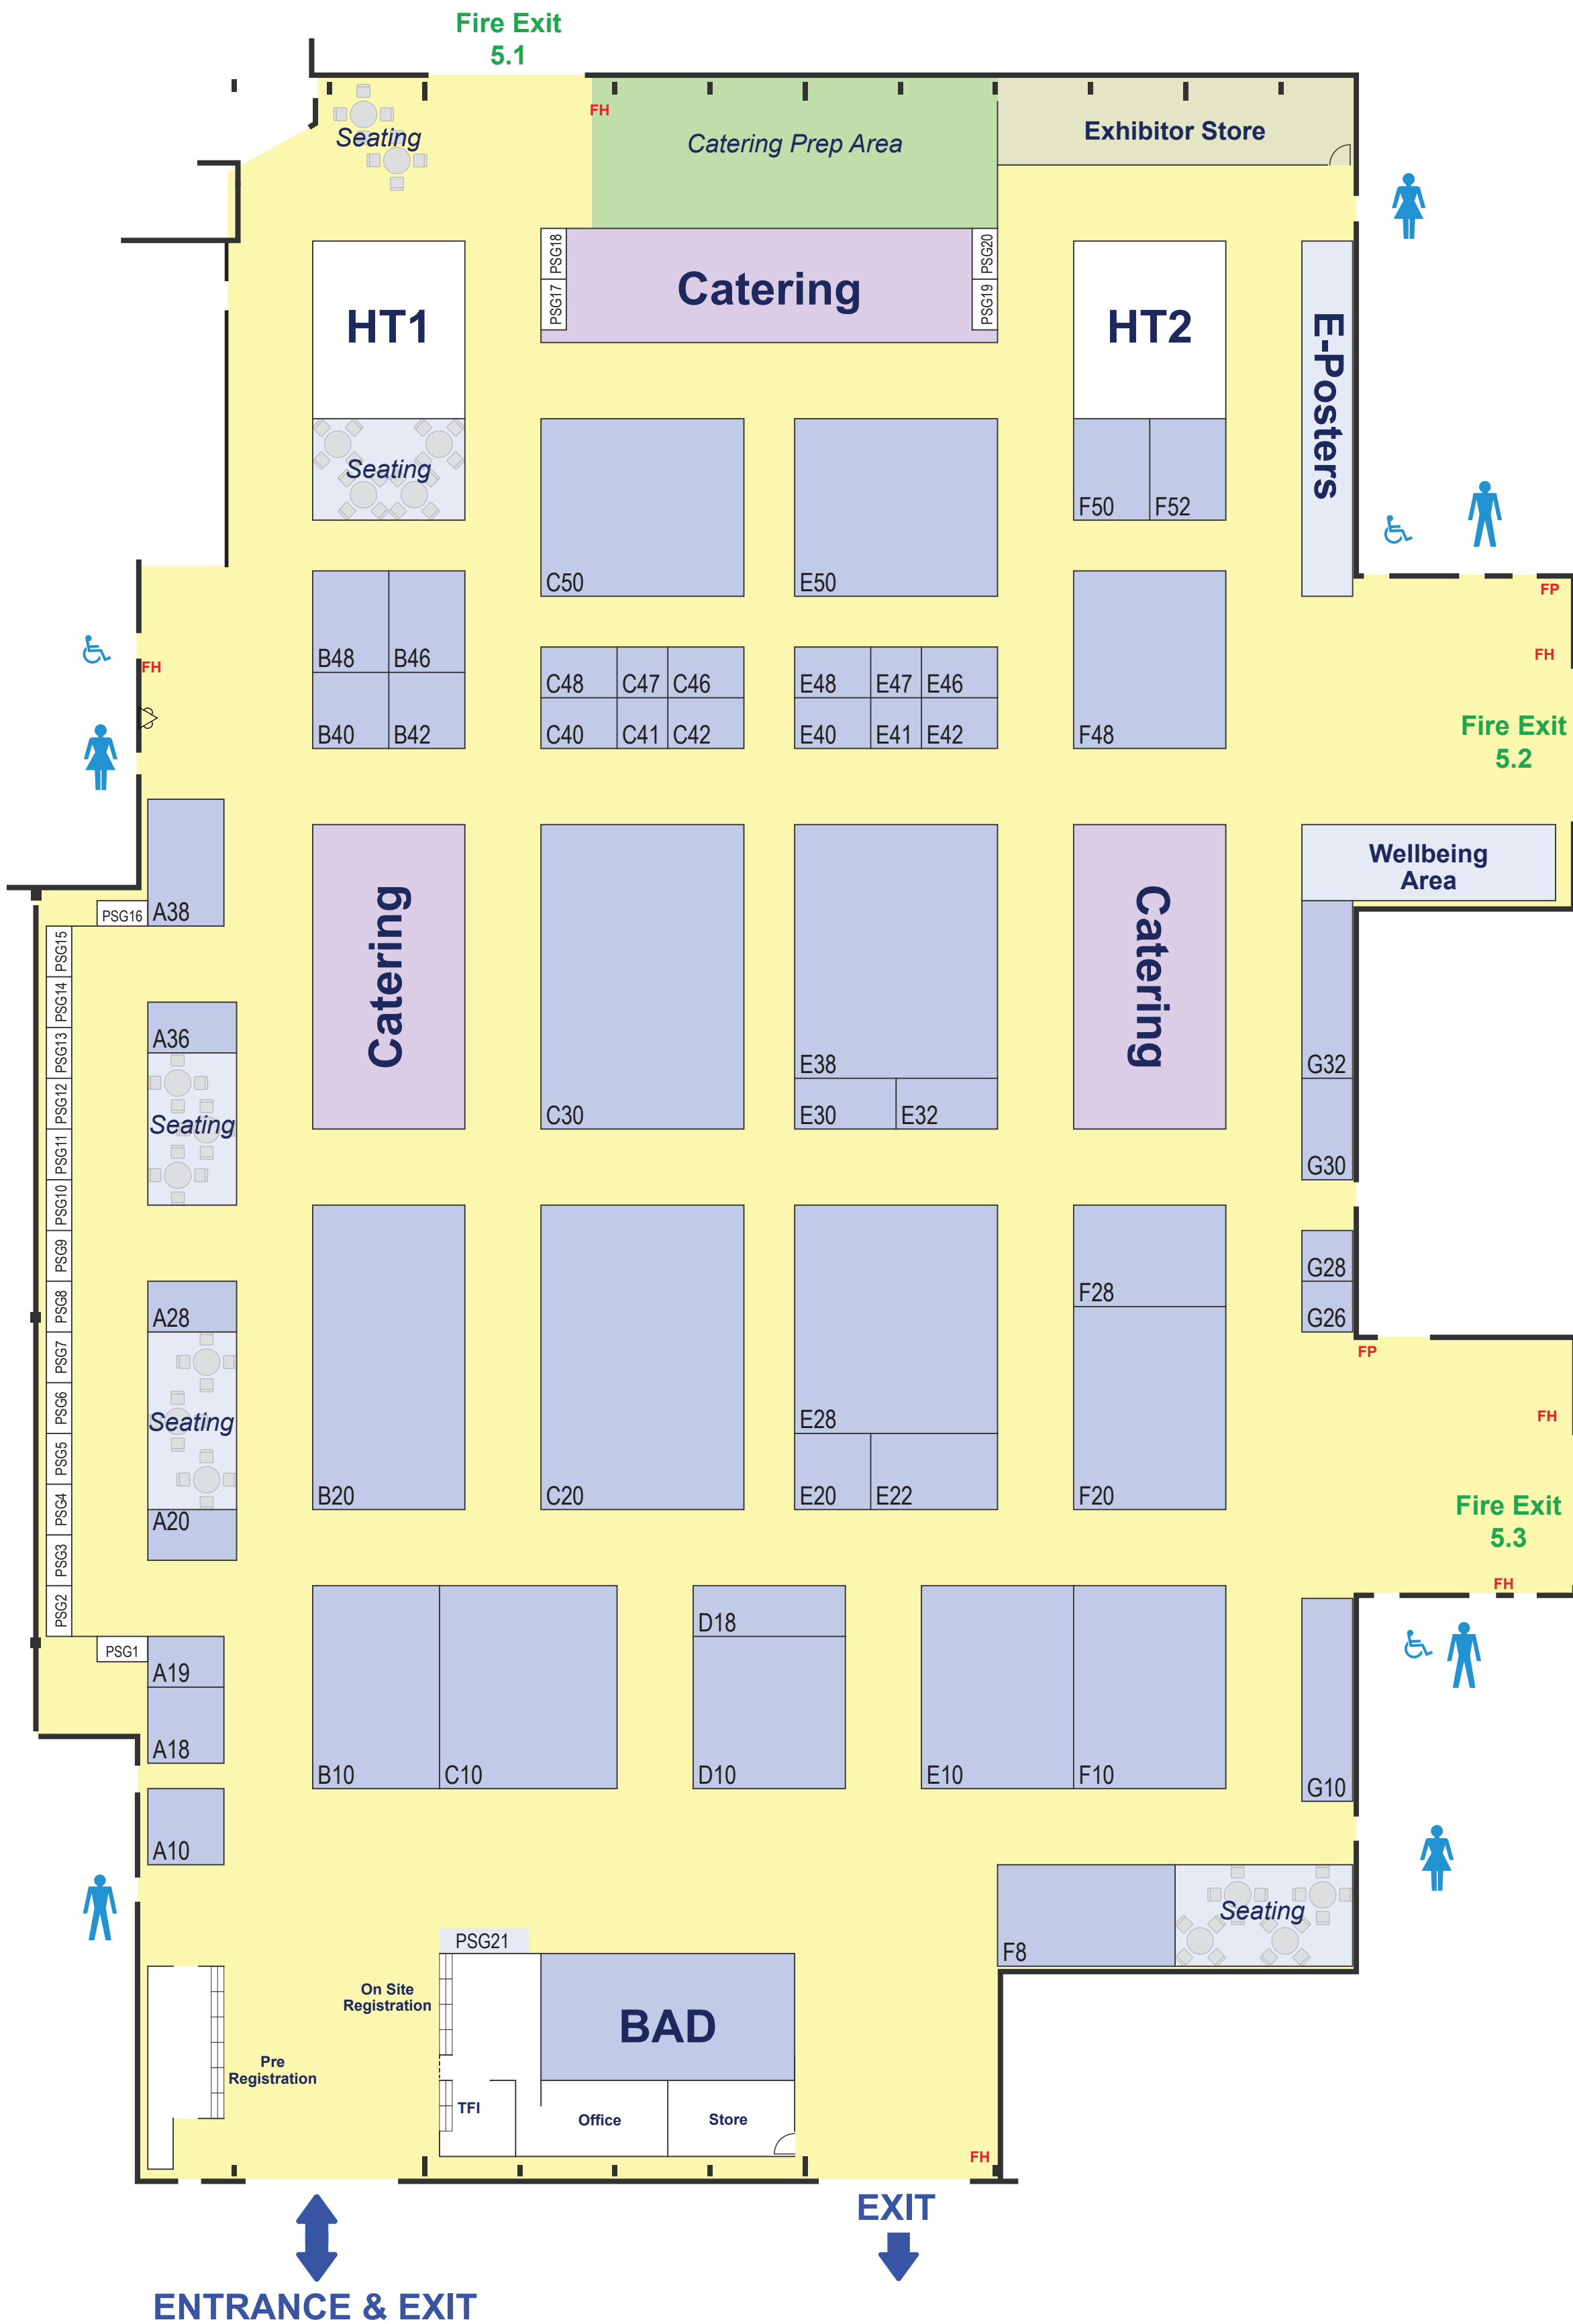 Fire Exit
5.1
FH
Seating
Catering Prep Area
Exhibitor Store
PSG18
PSG17
Catering
PSG20
PSG19
HT1
HT2
E-Posters
Seating
C50
E50
F50
F52
FP
FH
Fire Exit
5.2
FH
B48
B46
B40
B42
C48
C47
C46
C40
C41
C42
E48
E47
E46
E40
E41
E42
F48
Wellbeing
Area
A38
PSG16
PSG15
PSG14
PSG13
PSG12
PSG11
PSG10
PSG9
PSG8
PSG7
PSG6
PSG5
PSG4
PSG3
PSG2
PSG1
A36
Seating
Catering
C30
E38
E30
E32
Catering
G32
G30
A28
Seating
A20
B20
C20
E28
E20
E22
F28
F20
G28
G26
FP
FH
Fire Exit
5.3
FH
A19
A18
A10
B10
C10
D18
D10
E10
F10
G10
F8
Seating
PSG21
On Site
Registration
BAD
Pre
Registration
TFI
Office
Store
FH
EXIT
ENTRANCE & EXIT